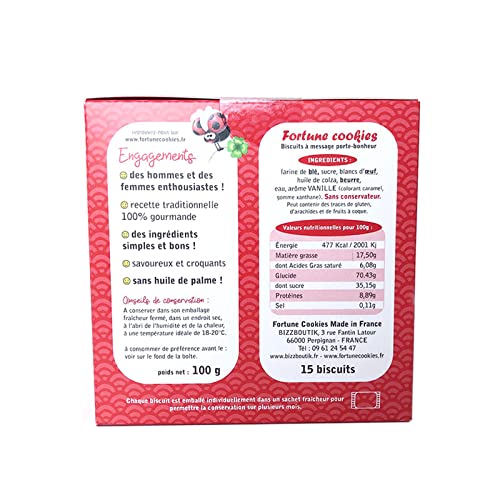 www.fortunecookies.fr
Engagements
des hommes et des
femmes enthousiastes !
recette traditionnelle
100% gourmande
des ingrédients
simples et bons !
savoureux et croquants
sans huile de palme !
Conseils de conservation :
A conserver dans son emballage
fraîcheur fermé, dans un endroit sec,
à l'abri de l'humidité et de la chaleur,
à une température idéale de 18-20°C.
à consommer de préférence avant le :
voir sur le fond de la boîte.
poids net : 100 g
Fortune cookies
Biscuits à message porte-bonheur
INGREDIENTS :
farine de blé, sucre, blancs d'œuf,
huile de colza, beurre,
eau, arôme VANILLE (colorant caramel,
gomme xanthane). Sans conservateur.
Peut contenir des traces de gluten,
d'arachides et de fruits à coque.
Valeurs nutritionnelles pour 100g :
Énergie 477 Kcal / 2001 Kj
Matière grasse 17,50g
dont Acides Gras saturé 6,08g
Glucide 70,43g
dont sucre 35,15g
Protéines 8,89g
Sel 0,11g
Fortune Cookies Made in France
BIZZBOUTIK, 3 rue Fantin Latour
66000 Perpignan - FRANCE
Tél : 09 61 24 54 47
www.bizzboutik.fr - www.fortunecookies.fr
15 biscuits
Chaque biscuit est emballé individuellement dans un sachet fraîcheur pour
permettre la conservation sur plusieurs mois.